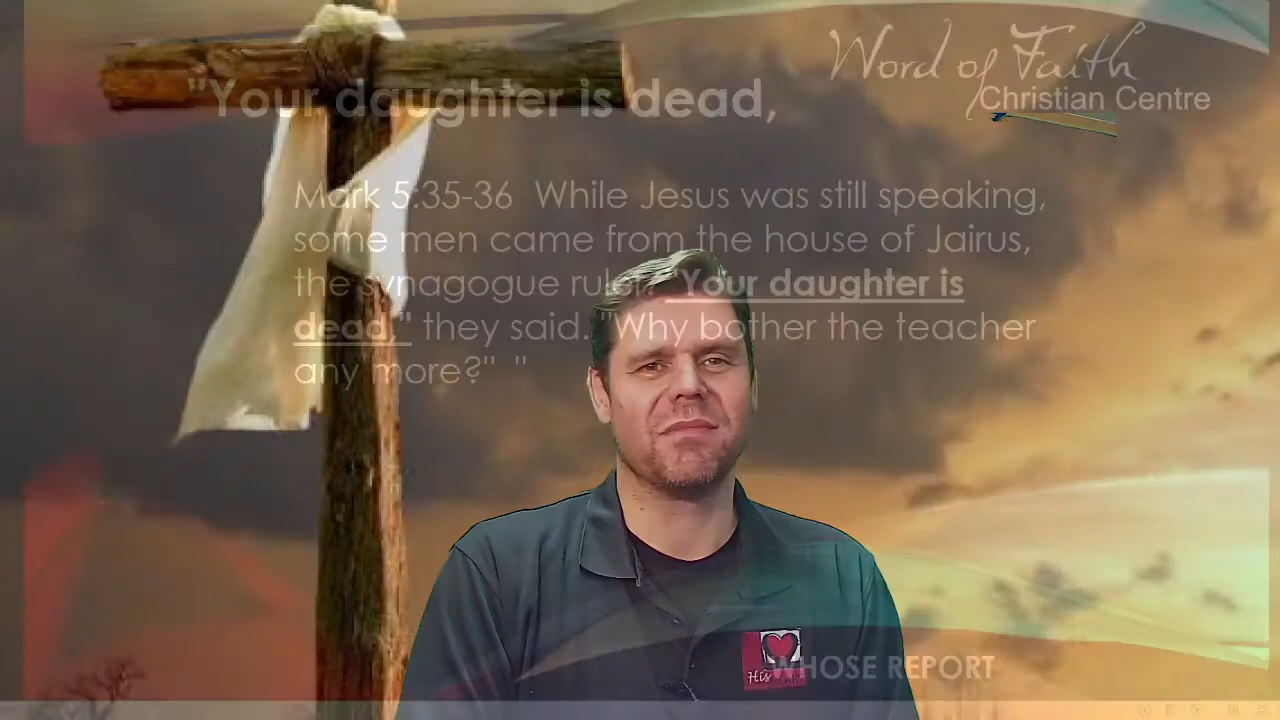 Word of Faith
Christian Centre
"Your daughter is dead,
Mark 5:35-36 While Jesus was still speaking,
some men came from the house of Jairus,
the synagogue ruler. "Your daughter is
dead," they said. "Why bother the teacher
any more?" "
His
WHOSE REPORT